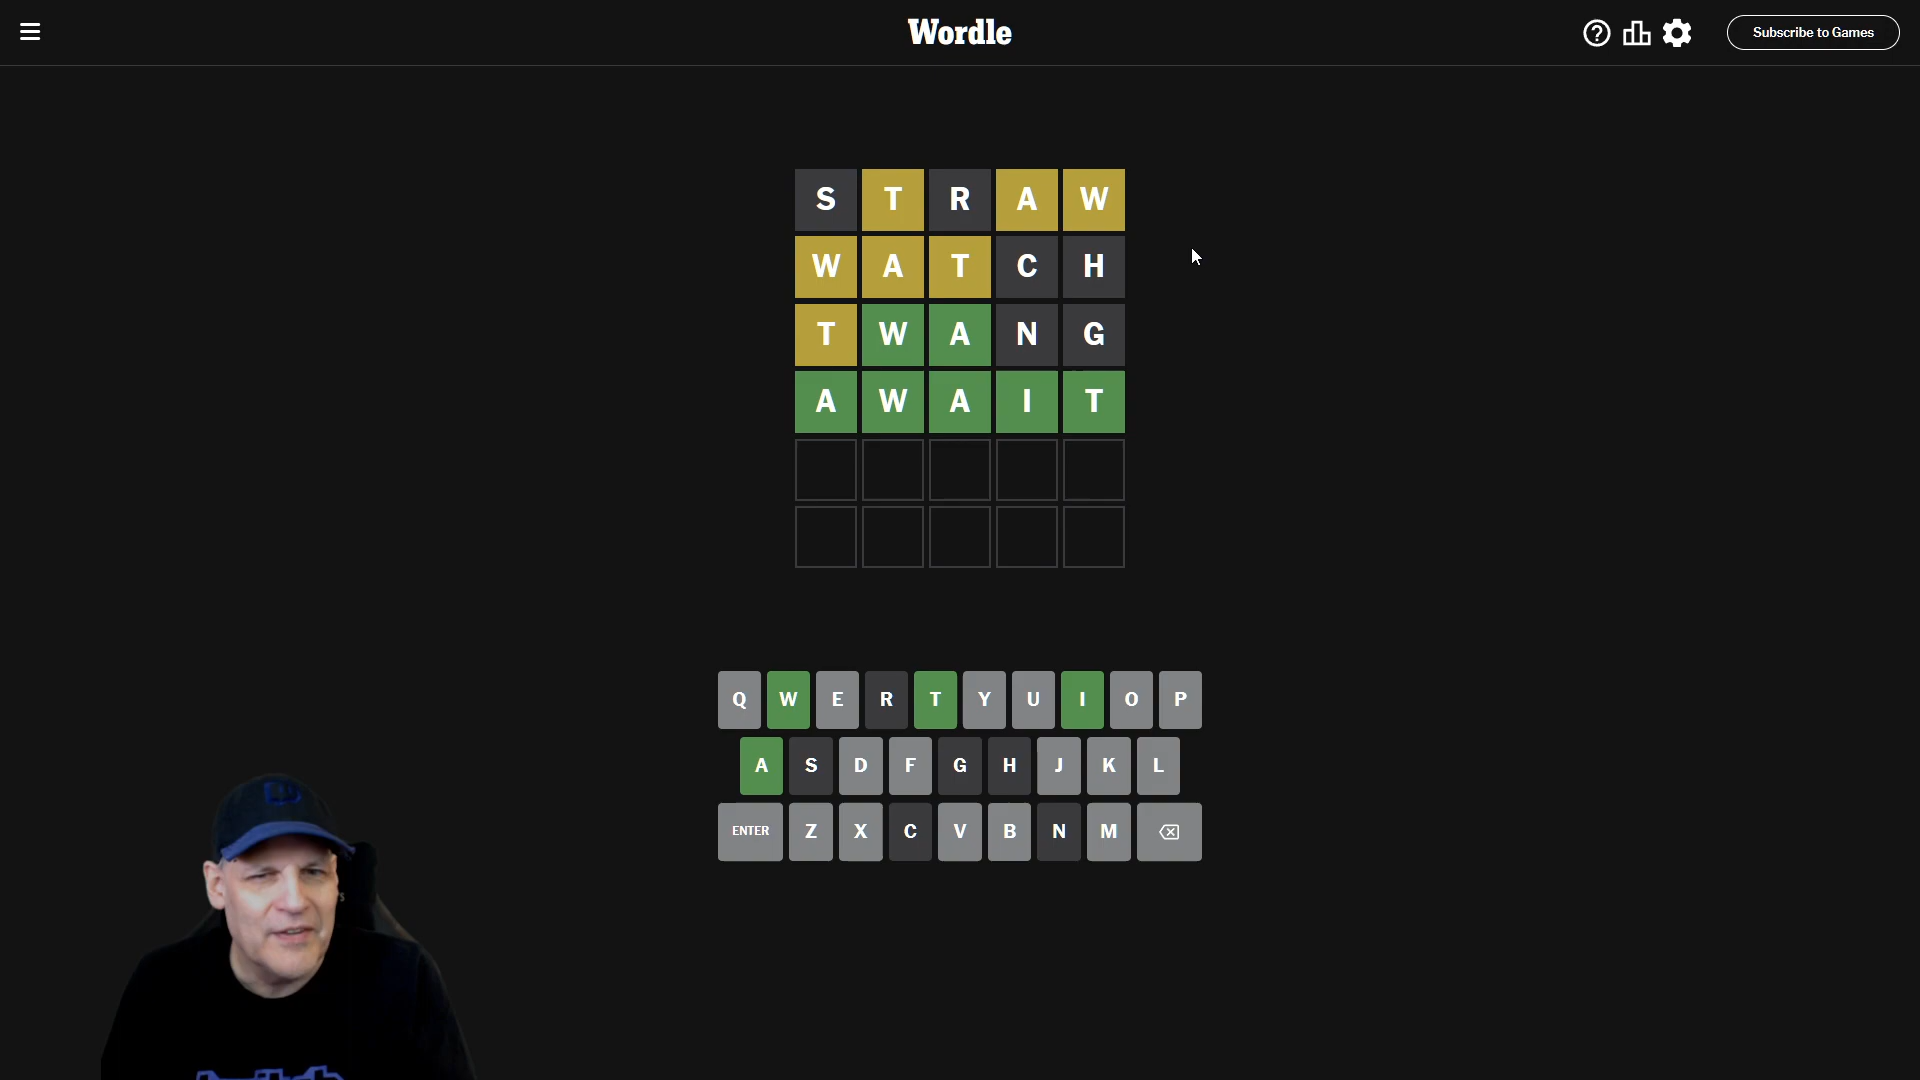 Wordle
Subscribe to Games
S T R A W
W A T C H
T W A N G
A W A I T
Q W E R T Y U I O P
A S D F G H J K L
ENTER Z X C V B N M